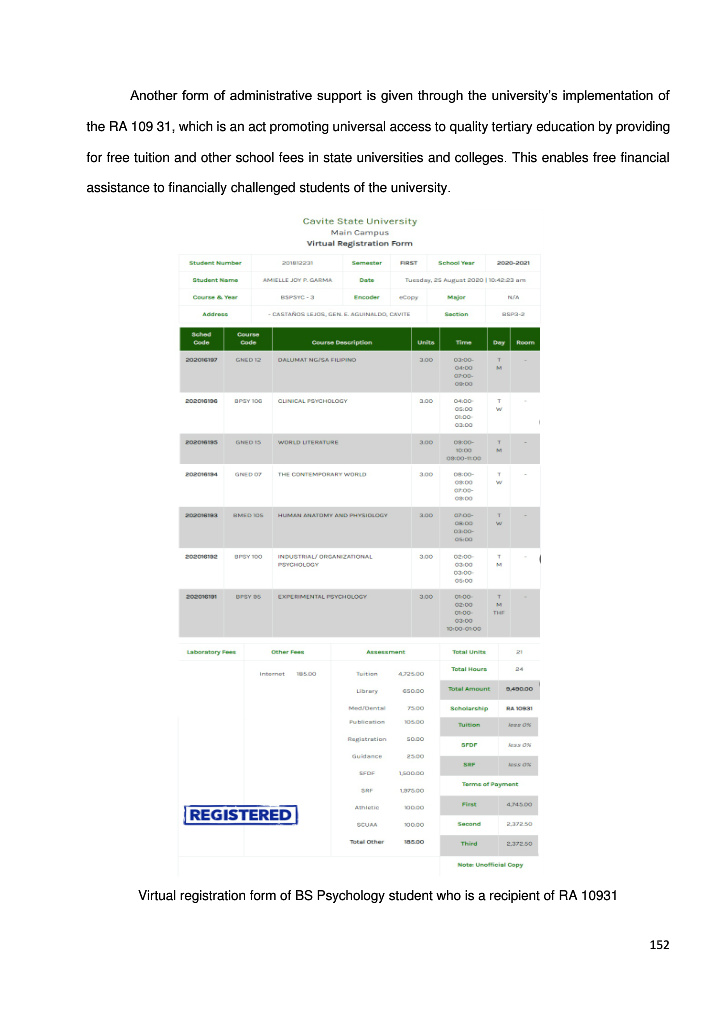 Another form of administrative support is given through the university's implementation of
the RA 109 31, which is an act promoting universal access to quality tertiary education by providing
for free tuition and other school fees in state universities and colleges. This enables free financial
assistance to financially challenged students of the university.
Cavite State University
Main Campus
Virtual Registration Form
Student Number 201812231 Semester FIRST School Year 2020-2021
Student Name AMIELLE JOY P. GARMA Date Tuesday, 25 August 2020 | 10:42:23 am
Course & Year BSPSYC - 3 Encoder eCopy Major N/A
Address - CASTAÑOS LEJOS, GEN. E. AGUINALDO, CAVITE Section BSP3-2
Sched Code Course Code Course Description Units Time Day Room
202016197 GNED 12 DALUMAT NG/SA FILIPINO 3.00 03:00- T -
04:00 M
07:00-
09:00
202016196 BPSY 106 CLINICAL PSYCHOLOGY 3.00 04:00- T -
05:00 W
01:00-
03:00
202016195 GNED 15 WORLD LITERATURE 3.00 09:00- T -
10:00 M
09:00-11:00
202016194 GNED 07 THE CONTEMPORARY WORLD 3.00 08:00- T -
09:00 W
07:00-
09:00
202016193 BMED 105 HUMAN ANATOMY AND PHYSIOLOGY 3.00 07:00- T -
08:00 W
03:00-
05:00
202016192 BPSY 100 INDUSTRIAL/ ORGANIZATIONAL 3.00 02:00- T -
PSYCHOLOGY 03:00 M
03:00-
05:00
202016191 BPSY 95 EXPERIMENTAL PSYCHOLOGY 3.00 01:00- T -
02:00 M
01:00- THF
03:00
10:00-01:00
Laboratory Fees Other Fees Assessment Total Units 21
Internet 185.00 Tuition 4,725.00 Total Hours 24
Library 650.00 Total Amount 9,490.00
Med/Dental 75.00 Scholarship RA 10931
Publication 105.00 Tuition less 0%
Registration 50.00 SFDF less 0%
Guidance 25.00 SRF less 0%
SFDF 1,500.00 Terms of Payment
SRF 1,975.00 First 4,745.00
Athletic 100.00
REGISTERED
SCUAA 100.00 Second 2,372.50
Total Other 185.00 Third 2,372.50
Note: Unofficial Copy
Virtual registration form of BS Psychology student who is a recipient of RA 10931
152